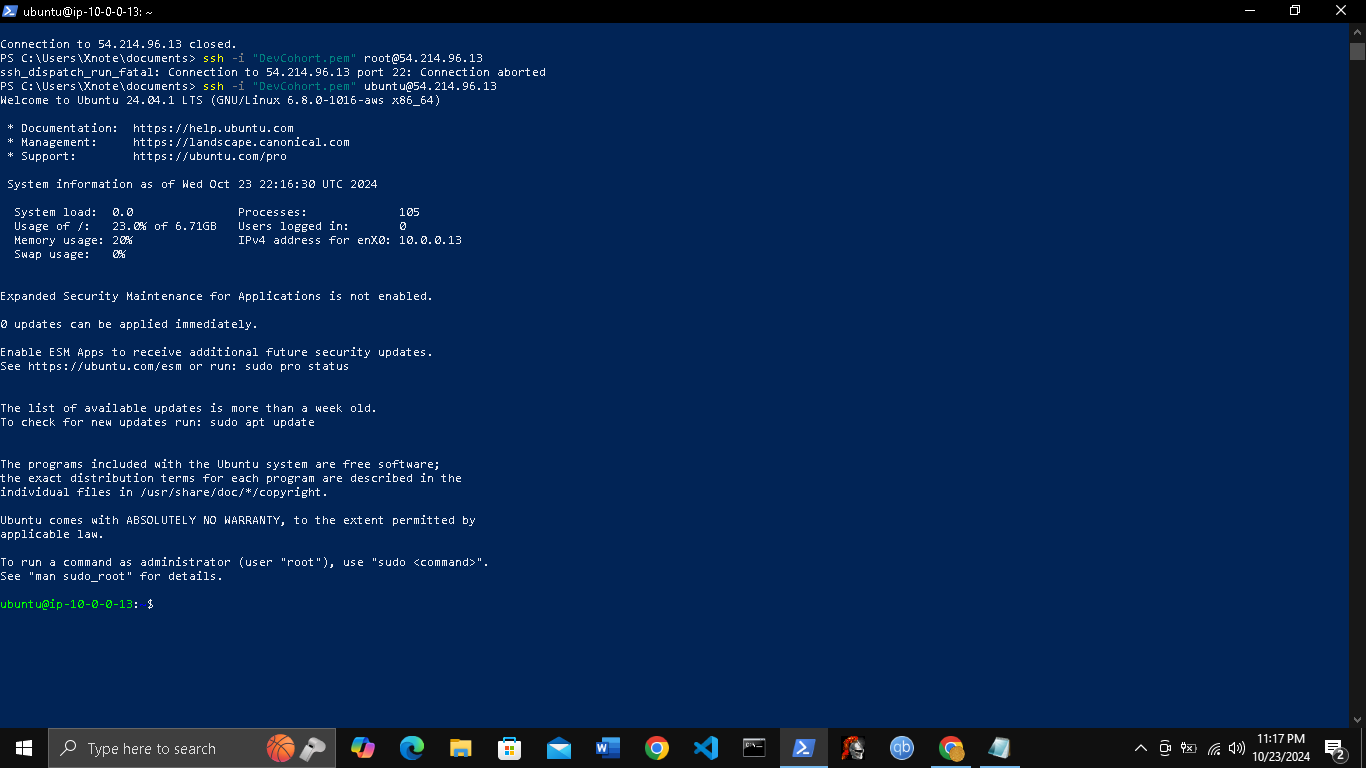 ubuntu@ip-10-0-0-13: ~
Connection to 54.214.96.13 closed.
PS C:\Users\Xnote\documents> ssh -i "DevCohort.pem" root@54.214.96.13
ssh_dispatch_run_fatal: Connection to 54.214.96.13 port 22: Connection aborted
PS C:\Users\Xnote\documents> ssh -i "DevCohort.pem" ubuntu@54.214.96.13
Welcome to Ubuntu 24.04.1 LTS (GNU/Linux 6.8.0-1016-aws x86_64)
* Documentation:  https://help.ubuntu.com
* Management:     https://landscape.canonical.com
* Support:        https://ubuntu.com/pro
System information as of Wed Oct 23 22:16:30 UTC 2024
System load:  0.0               Processes:             105
Usage of /:   23.0% of 6.71GB   Users logged in:       0
Memory usage: 20%               IPv4 address for enX0: 10.0.0.13
Swap usage:   0%
Expanded Security Maintenance for Applications is not enabled.
0 updates can be applied immediately.
Enable ESM Apps to receive additional future security updates.
See https://ubuntu.com/esm or run: sudo pro status
The list of available updates is more than a week old.
To check for new updates run: sudo apt update
The programs included with the Ubuntu system are free software;
the exact distribution terms for each program are described in the
individual files in /usr/share/doc/*/copyright.
Ubuntu comes with ABSOLUTELY NO WARRANTY, to the extent permitted by
applicable law.
To run a command as administrator (user "root"), use "sudo <command>".
See "man sudo_root" for details.
ubuntu@ip-10-0-0-13: $
Type here to search
qb
11:17 PM
10/23/2024
2